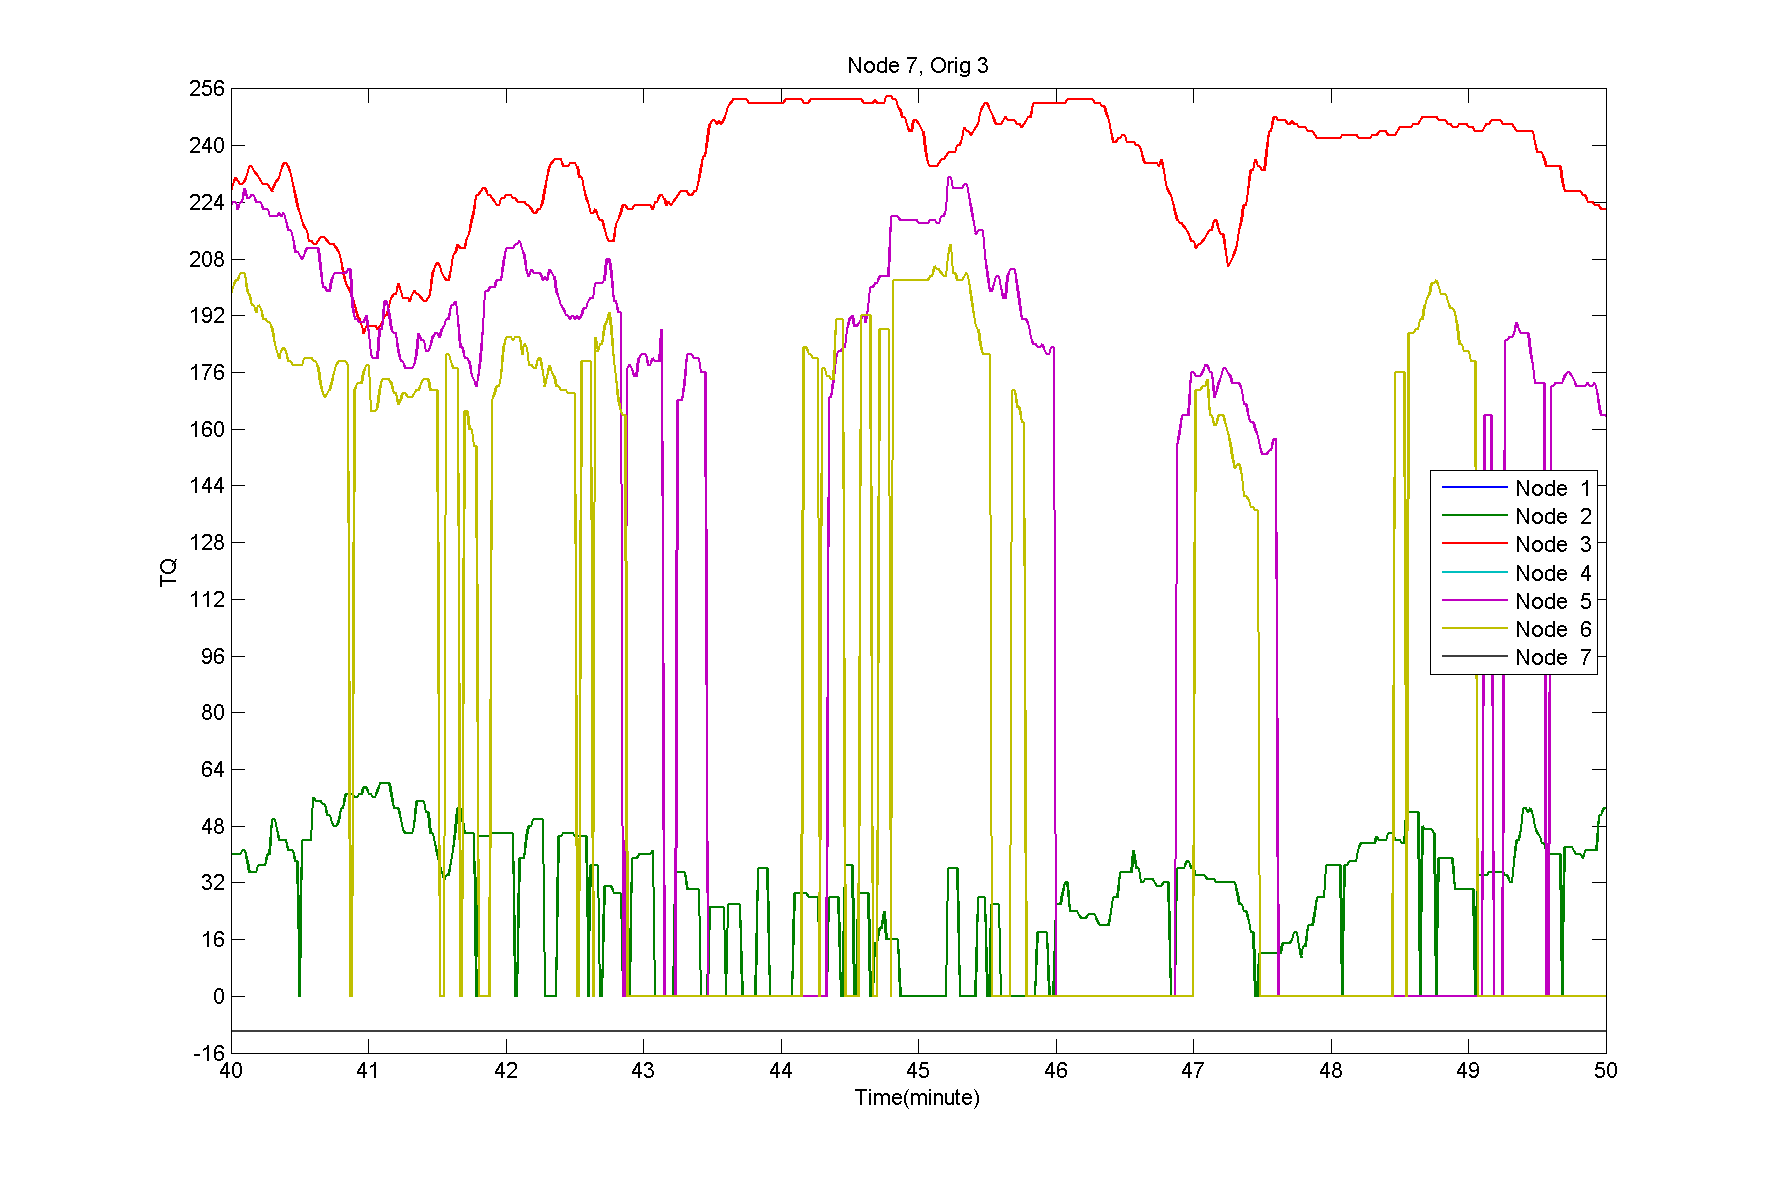 Node 7, Orig 3
256
240
224
208
192
176
160
144
128
112
96
80
64
48
32
16
0
-16
TQ
Node 1
Node 2
Node 3
Node 4
Node 5
Node 6
Node 7
40 41 42 43 44 45 46 47 48 49 50
Time(minute)